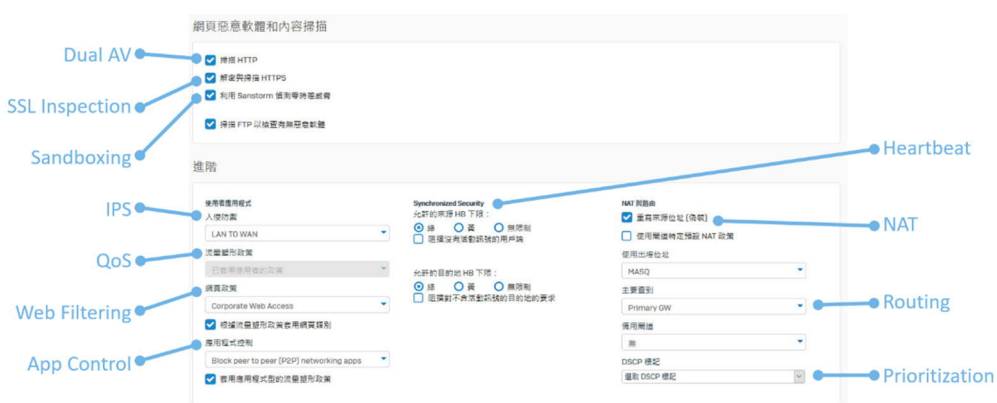 網頁惡意軟體和內容掃描
Dual AV
掃描 HTTP
SSL Inspection
解密與掃描 HTTPS
Sandboxing
利用 Sanstorm 偵測零時差威脅
掃描 FTP 以檢查有無惡意軟體
進階
使用者應用程式
IPS
入侵防禦
LAN TO WAN
QoS
流量塑形政策
已套用使用者的政策
Web Filtering
網頁政策
Corporate Web Access
根據流量塑形政策套用網頁類別
App Control
應用程式控制
Block peer to peer (P2P) networking apps
套用應用程式型的流量塑形政策
Heartbeat
Synchronized Security
允許的來源 HB 下限：
綠 黃 無限制
阻擋沒有活動訊號的用戶端
允許的目的地 HB 下限：
綠 黃 無限制
阻擋對不含活動訊號的目的地的要求
NAT 與路由
NAT
重寫來源位址 (偽裝)
使用閘道特定預設 NAT 政策
使用出埠位址
MASQ
Routing
主要閘道
Primary GW
備用閘道
無
Prioritization
DSCP 標記
選取 DSCP 標記